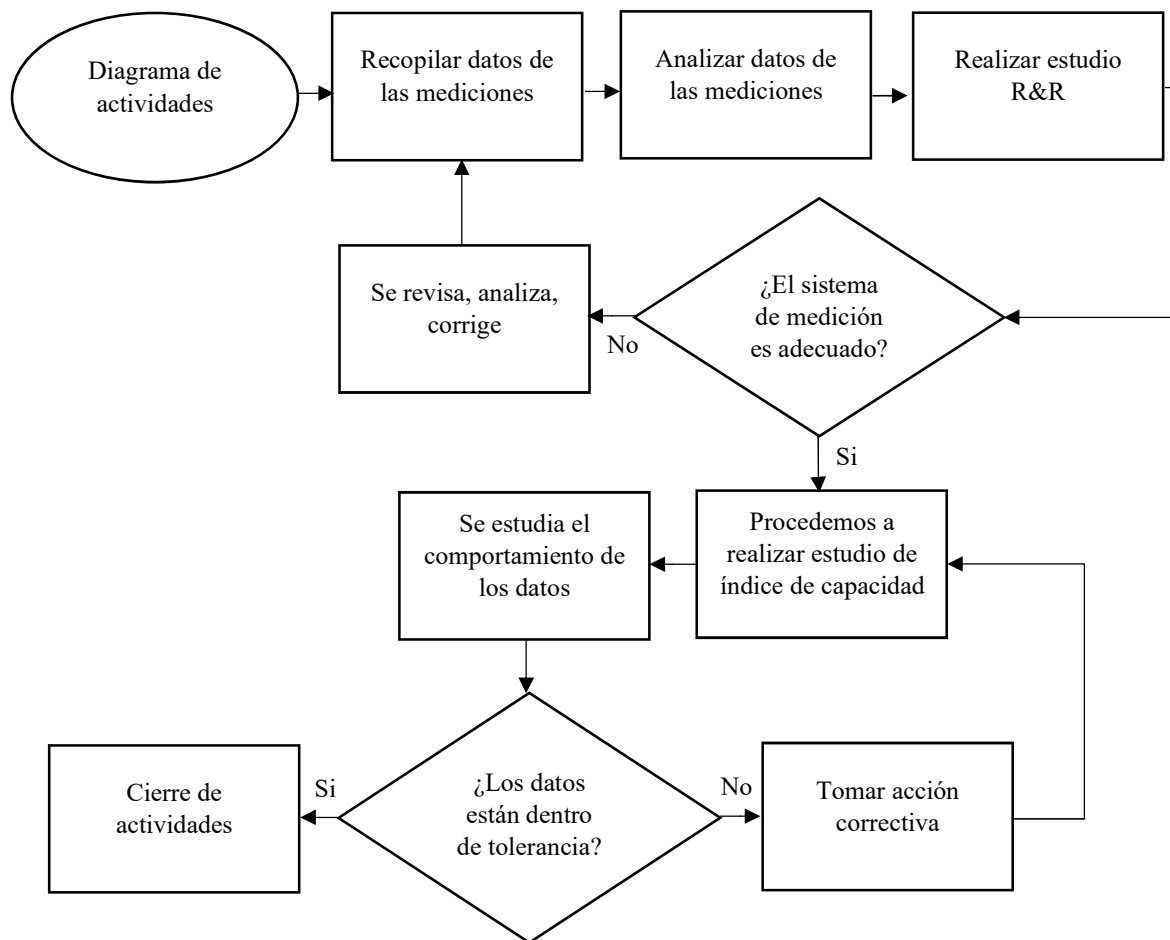 Diagrama de
actividades
Recopilar datos de
las mediciones
Analizar datos de
las mediciones
Realizar estudio
R&R
¿El sistema
de medición
es adecuado?
No
Se revisa, analiza,
corrige
Si
Procedemos a
realizar estudio de
índice de capacidad
Se estudia el
comportamiento de
los datos
¿Los datos
están dentro
de tolerancia?
Si
Cierre de
actividades
No
Tomar acción
correctiva